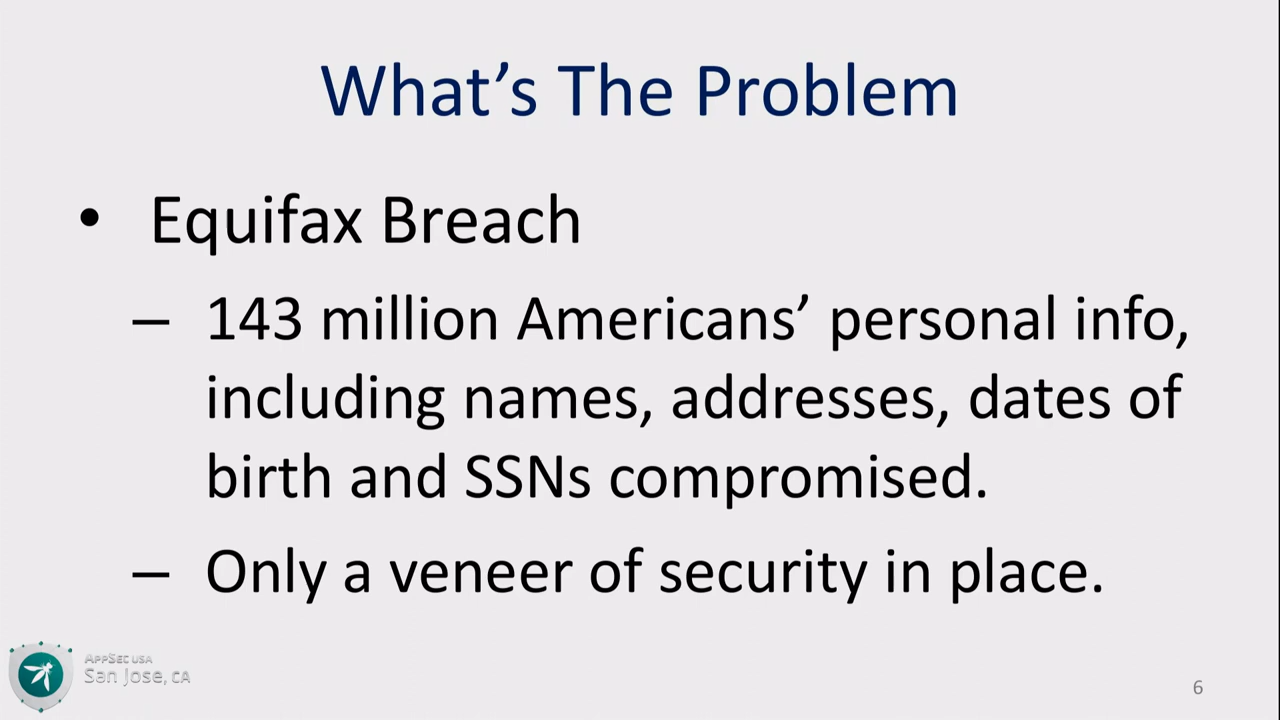 What’s The Problem
• Equifax Breach
– 143 million Americans’ personal info,
including names, addresses, dates of
birth and SSNs compromised.
– Only a veneer of security in place.
AppSec USA
San Jose, CA
6